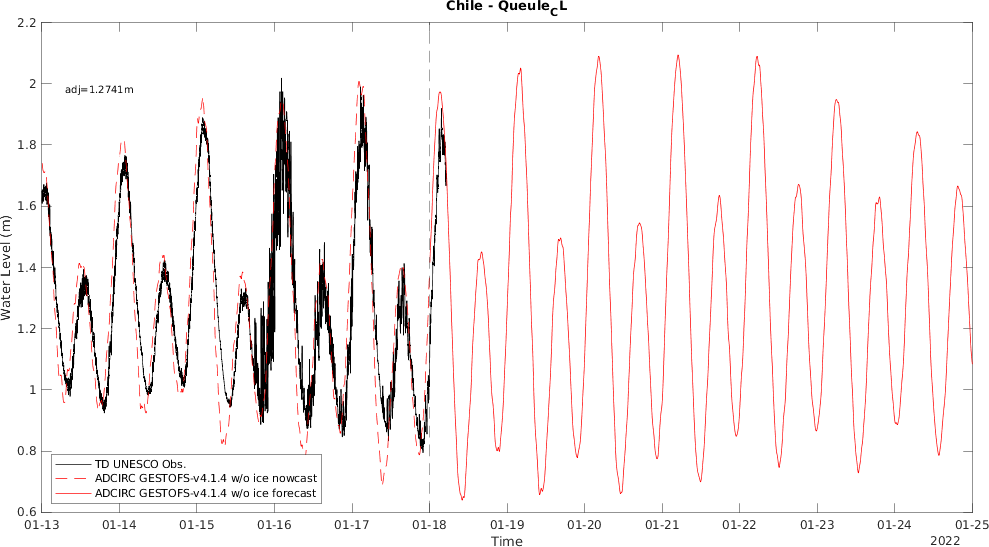 Chile - Queule_CL
2.2
2
1.8
1.6
1.4
1.2
1
0.8
0.6
Water Level (m)
adj=1.2741m
TD UNESCO Obs.
ADCIRC GESTOFS-v4.1.4 w/o ice nowcast
ADCIRC GESTOFS-v4.1.4 w/o ice forecast
01-13 01-14 01-15 01-16 01-17 01-18 01-19 01-20 01-21 01-22 01-23 01-24 01-25
Time
2022